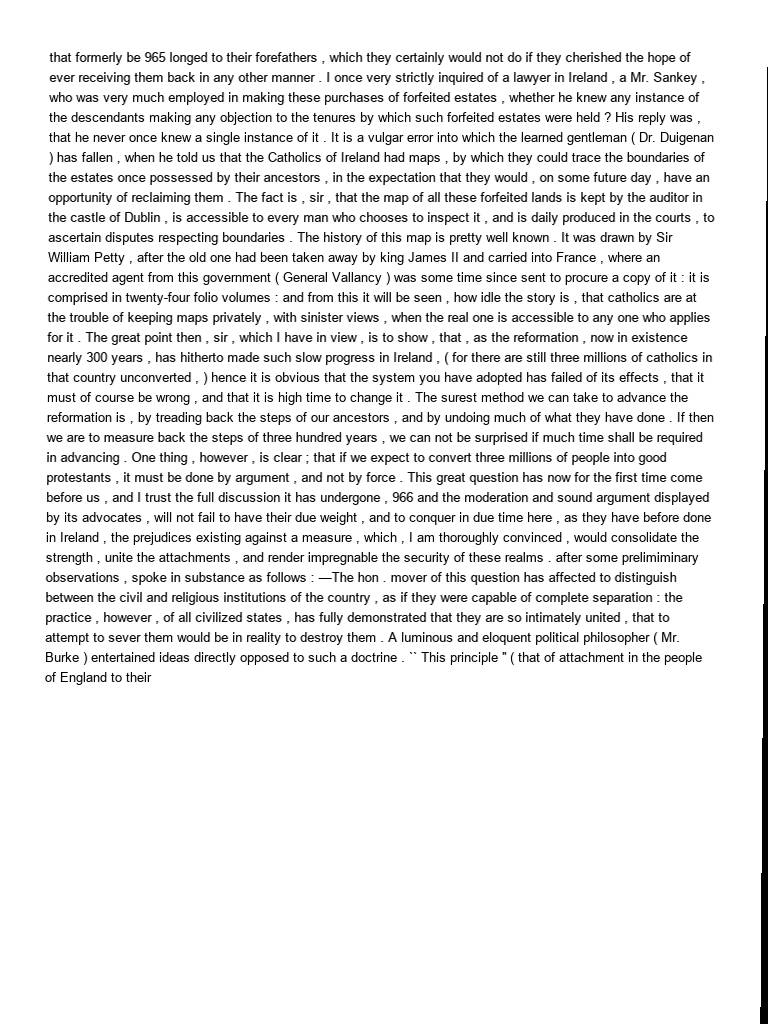 that formerly be 965 longed to their forefathers , which they certainly would not do if they cherished the hope of
ever receiving them back in any other manner . I once very strictly inquired of a lawyer in Ireland , a Mr. Sankey ,
who was very much employed in making these purchases of forfeited estates , whether he knew any instance of
the descendants making any objection to the tenures by which such forfeited estates were held ? His reply was ,
that he never once knew a single instance of it . It is a vulgar error into which the learned gentleman ( Dr. Duigenan
) has fallen , when he told us that the Catholics of Ireland had maps , by which they could trace the boundaries of
the estates once possessed by their ancestors , in the expectation that they would , on some future day , have an
opportunity of reclaiming them . The fact is , sir , that the map of all these forfeited lands is kept by the auditor in
the castle of Dublin , is accessible to every man who chooses to inspect it , and is daily produced in the courts , to
ascertain disputes respecting boundaries . The history of this map is pretty well known . It was drawn by Sir
William Petty , after the old one had been taken away by king James II and carried into France , where an
accredited agent from this government ( General Vallancy ) was some time since sent to procure a copy of it : it is
comprised in twenty-four folio volumes : and from this it will be seen , how idle the story is , that catholics are at
the trouble of keeping maps privately , with sinister views , when the real one is accessible to any one who applies
for it . The great point then , sir , which I have in view , is to show , that , as the reformation , now in existence
nearly 300 years , has hitherto made such slow progress in Ireland , ( for there are still three millions of catholics in
that country unconverted , ) hence it is obvious that the system you have adopted has failed of its effects , that it
must of course be wrong , and that it is high time to change it . The surest method we can take to advance the
reformation is , by treading back the steps of our ancestors , and by undoing much of what they have done . If then
we are to measure back the steps of three hundred years , we can not be surprised if much time shall be required
in advancing . One thing , however , is clear ; that if we expect to convert three millions of people into good
protestants , it must be done by argument , and not by force . This great question has now for the first time come
before us , and I trust the full discussion it has undergone , 966 and the moderation and sound argument displayed
by its advocates , will not fail to have their due weight , and to conquer in due time here , as they have before done
in Ireland , the prejudices existing against a measure , which , I am thoroughly convinced , would consolidate the
strength , unite the attachments , and render impregnable the security of these realms . after some prelimiminary
observations , spoke in substance as follows : —The hon . mover of this question has affected to distinguish
between the civil and religious institutions of the country , as if they were capable of complete separation : the
practice , however , of all civilized states , has fully demonstrated that they are so intimately united , that to
attempt to sever them would be in reality to destroy them . A luminous and eloquent political philosopher ( Mr.
Burke ) entertained ideas directly opposed to such a doctrine . `` This principle '' ( that of attachment in the people
of England to their